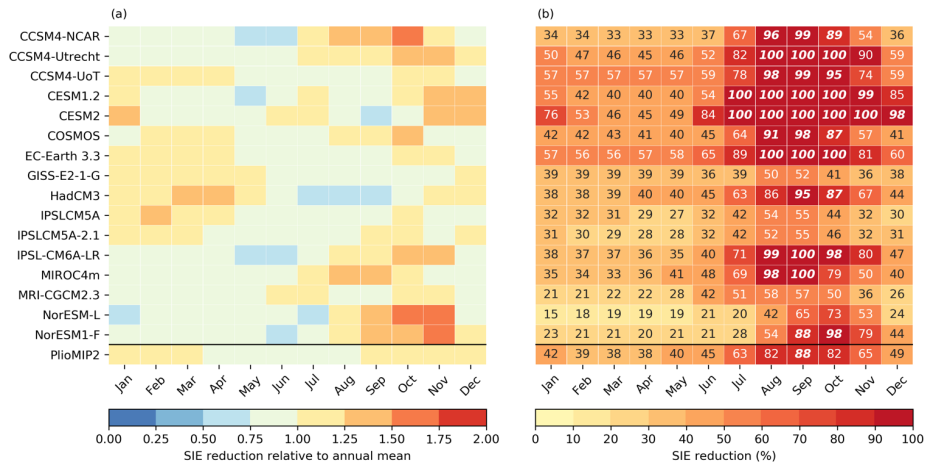 (a)
(b)
CCSM4-NCAR 34 34 33 33 33 37 67 96 99 89 54 36
CCSM4-Utrecht 50 47 46 45 46 52 82 100 100 100 90 59
CCSM4-UoT 57 57 57 57 57 59 78 98 99 95 74 59
CESM1.2 55 42 40 40 40 54 100 100 100 100 99 85
CESM2 76 53 46 45 49 84 100 100 100 100 100 98
COSMOS 42 42 43 41 40 45 64 91 98 87 57 41
EC-Earth 3.3 57 56 56 57 58 65 89 100 100 100 81 60
GISS-E2-1-G 39 39 39 39 39 36 39 50 52 41 36 38
HadCM3 38 38 39 40 40 45 63 86 95 87 67 44
IPSLCM5A 32 32 31 29 27 32 42 54 55 44 32 30
IPSLCM5A-2.1 31 30 29 28 28 32 42 52 55 46 32 31
IPSL-CM6A-LR 38 37 37 36 35 40 71 99 100 98 80 47
MIROC4m 35 34 33 35 41 48 69 98 100 79 50 40
MRI-CGCM2.3 21 21 22 22 28 42 51 58 57 50 36 26
NorESM-L 15 18 19 19 19 21 20 42 65 73 53 24
NorESM1-F 23 21 21 20 21 21 28 54 88 98 79 44
PlioMIP2 42 39 38 38 40 45 63 82 88 82 65 49
Jan Feb Mar Apr May Jun Jul Aug Sep Oct Nov Dec
Jan Feb Mar Apr May Jun Jul Aug Sep Oct Nov Dec
0.00 0.25 0.50 0.75 1.00 1.25 1.50 1.75 2.00
SIE reduction relative to annual mean
0 10 20 30 40 50 60 70 80 90 100
SIE reduction (%)